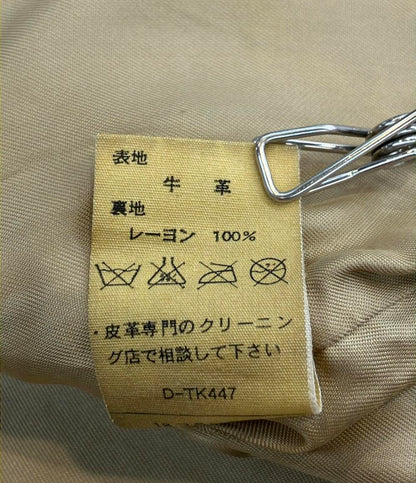 表地
牛 革
裏地
レーヨン 100%
・皮革専門のクリーニン
グ店で相談して下さい
D-TK447